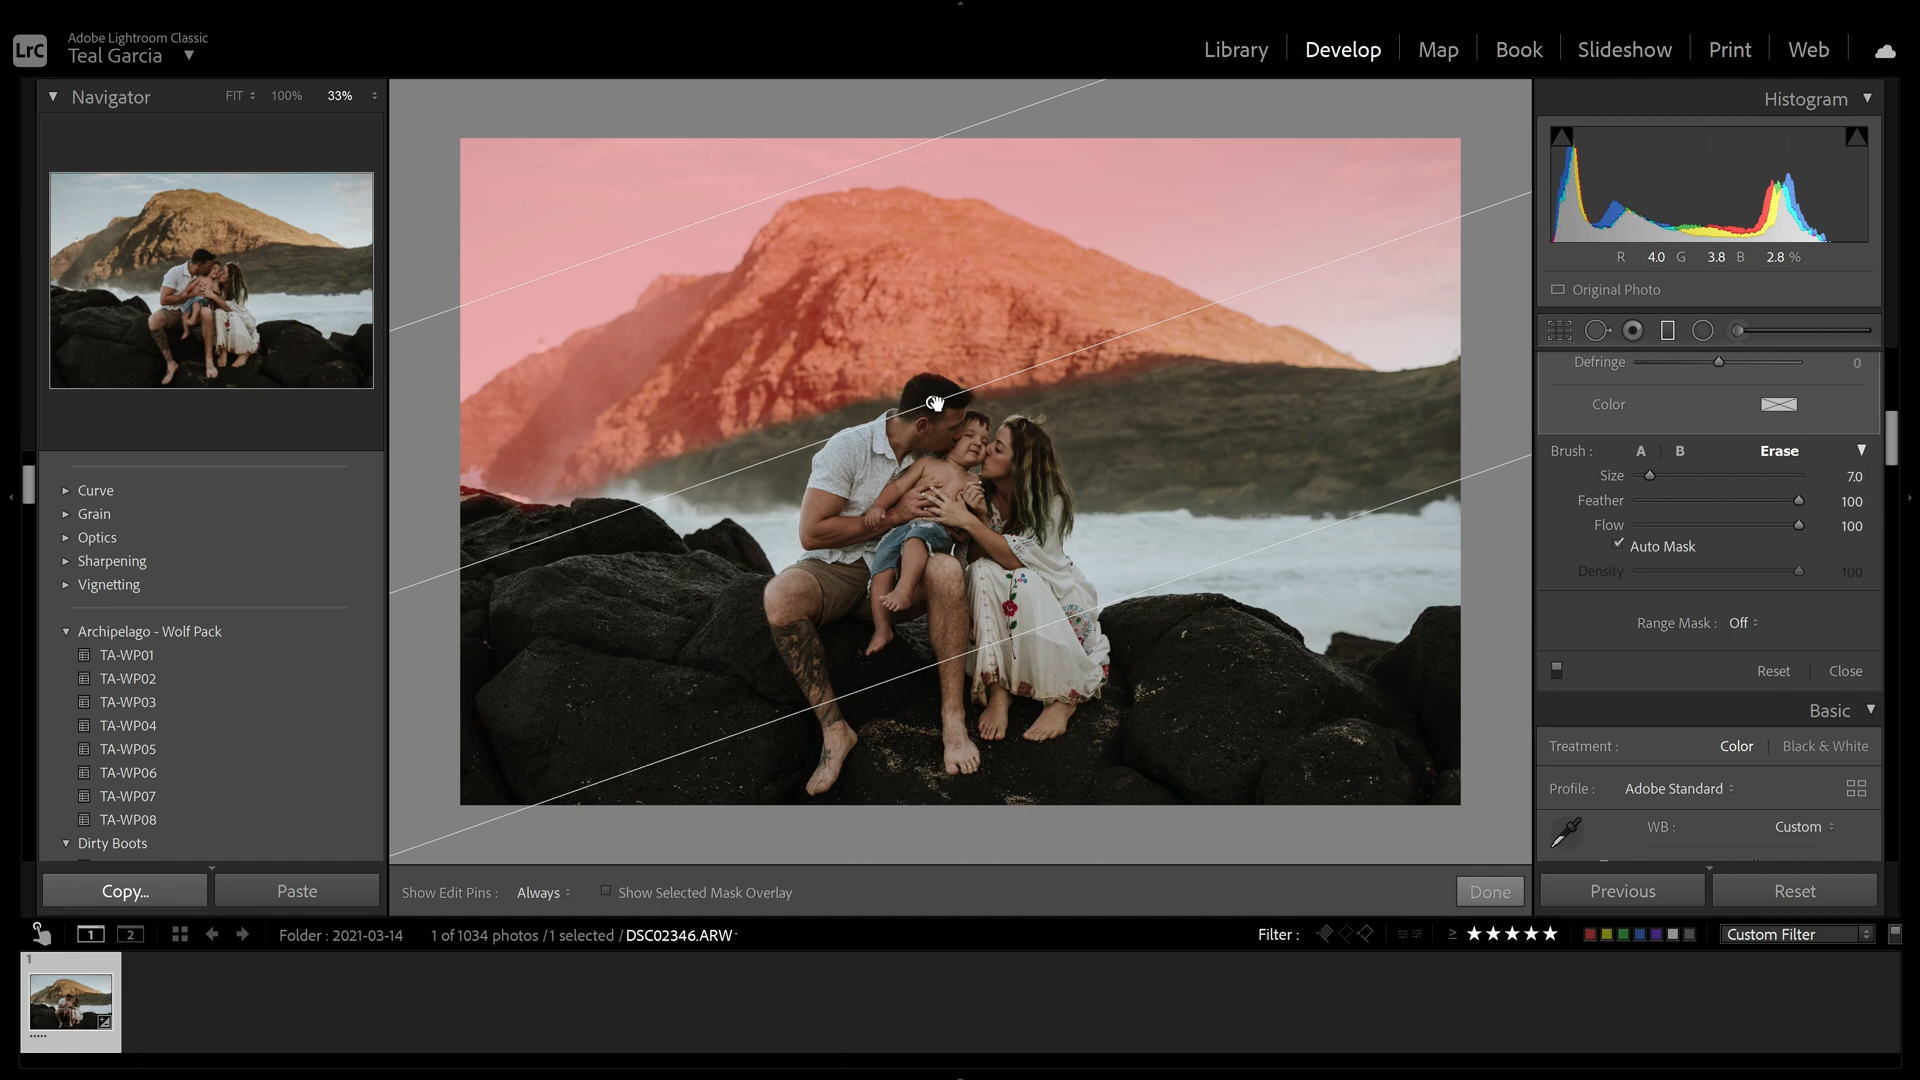 LrC
Adobe Lightroom Classic
Teal Garcia
Library Develop Map Book Slideshow Print Web
Navigator FIT 100% 33%
Curve
Grain
Optics
Sharpening
Vignetting
Archipelago - Wolf Pack
TA-WP01
TA-WP02
TA-WP03
TA-WP04
TA-WP05
TA-WP06
TA-WP07
TA-WP08
Dirty Boots
Copy... Paste
Show Edit Pins : Always Show Selected Mask Overlay Done
Histogram
R 4.0 G 3.8 B 2.8 %
Original Photo
Defringe 0
Color
Brush : A B Erase
Size 7.0
Feather 100
Flow 100
Auto Mask
Density 100
Range Mask : Off
Reset Close
Basic
Treatment : Color Black & White
Profile : Adobe Standard
WB : Custom
Previous Reset
1 2 Folder : 2021-03-14 1 of 1034 photos /1 selected /DSC02346.ARW Filter : ≥ ★★★★★ Custom Filter
1